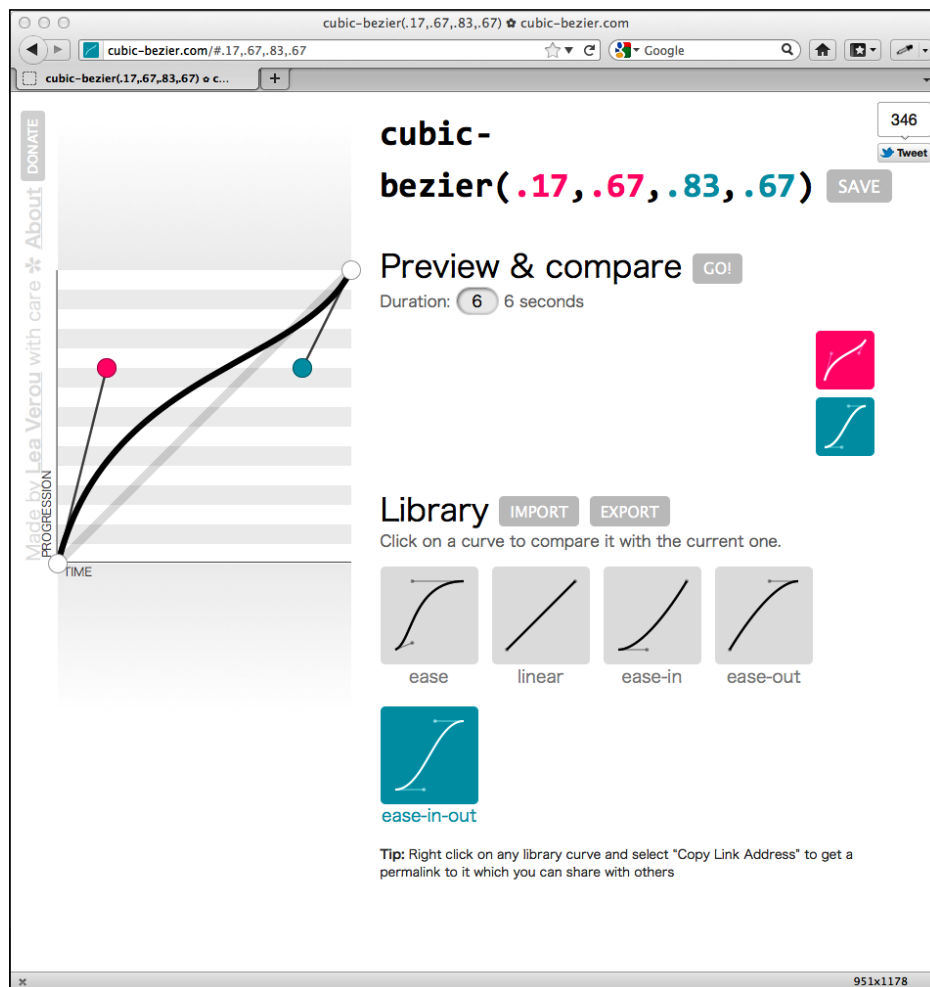 cubic-bezier(.17,.67,.83,.67) ✿ cubic-bezier.com
cubic-bezier.com/#.17,.67,.83,.67
Google
cubic-bezier(.17,.67,.83,.67) ✿ c...
+
346
Tweet
DONATE
Made by Lea Verou with care ✲ About
cubic-
bezier(.17,.67,.83,.67)
SAVE
Preview & compare
GO!
Duration: 6 6 seconds
PROGRESSION
TIME
Library
IMPORT
EXPORT
Click on a curve to compare it with the current one.
ease
linear
ease-in
ease-out
ease-in-out
Tip: Right click on any library curve and select "Copy Link Address" to get a
permalink to it which you can share with others
951x1178